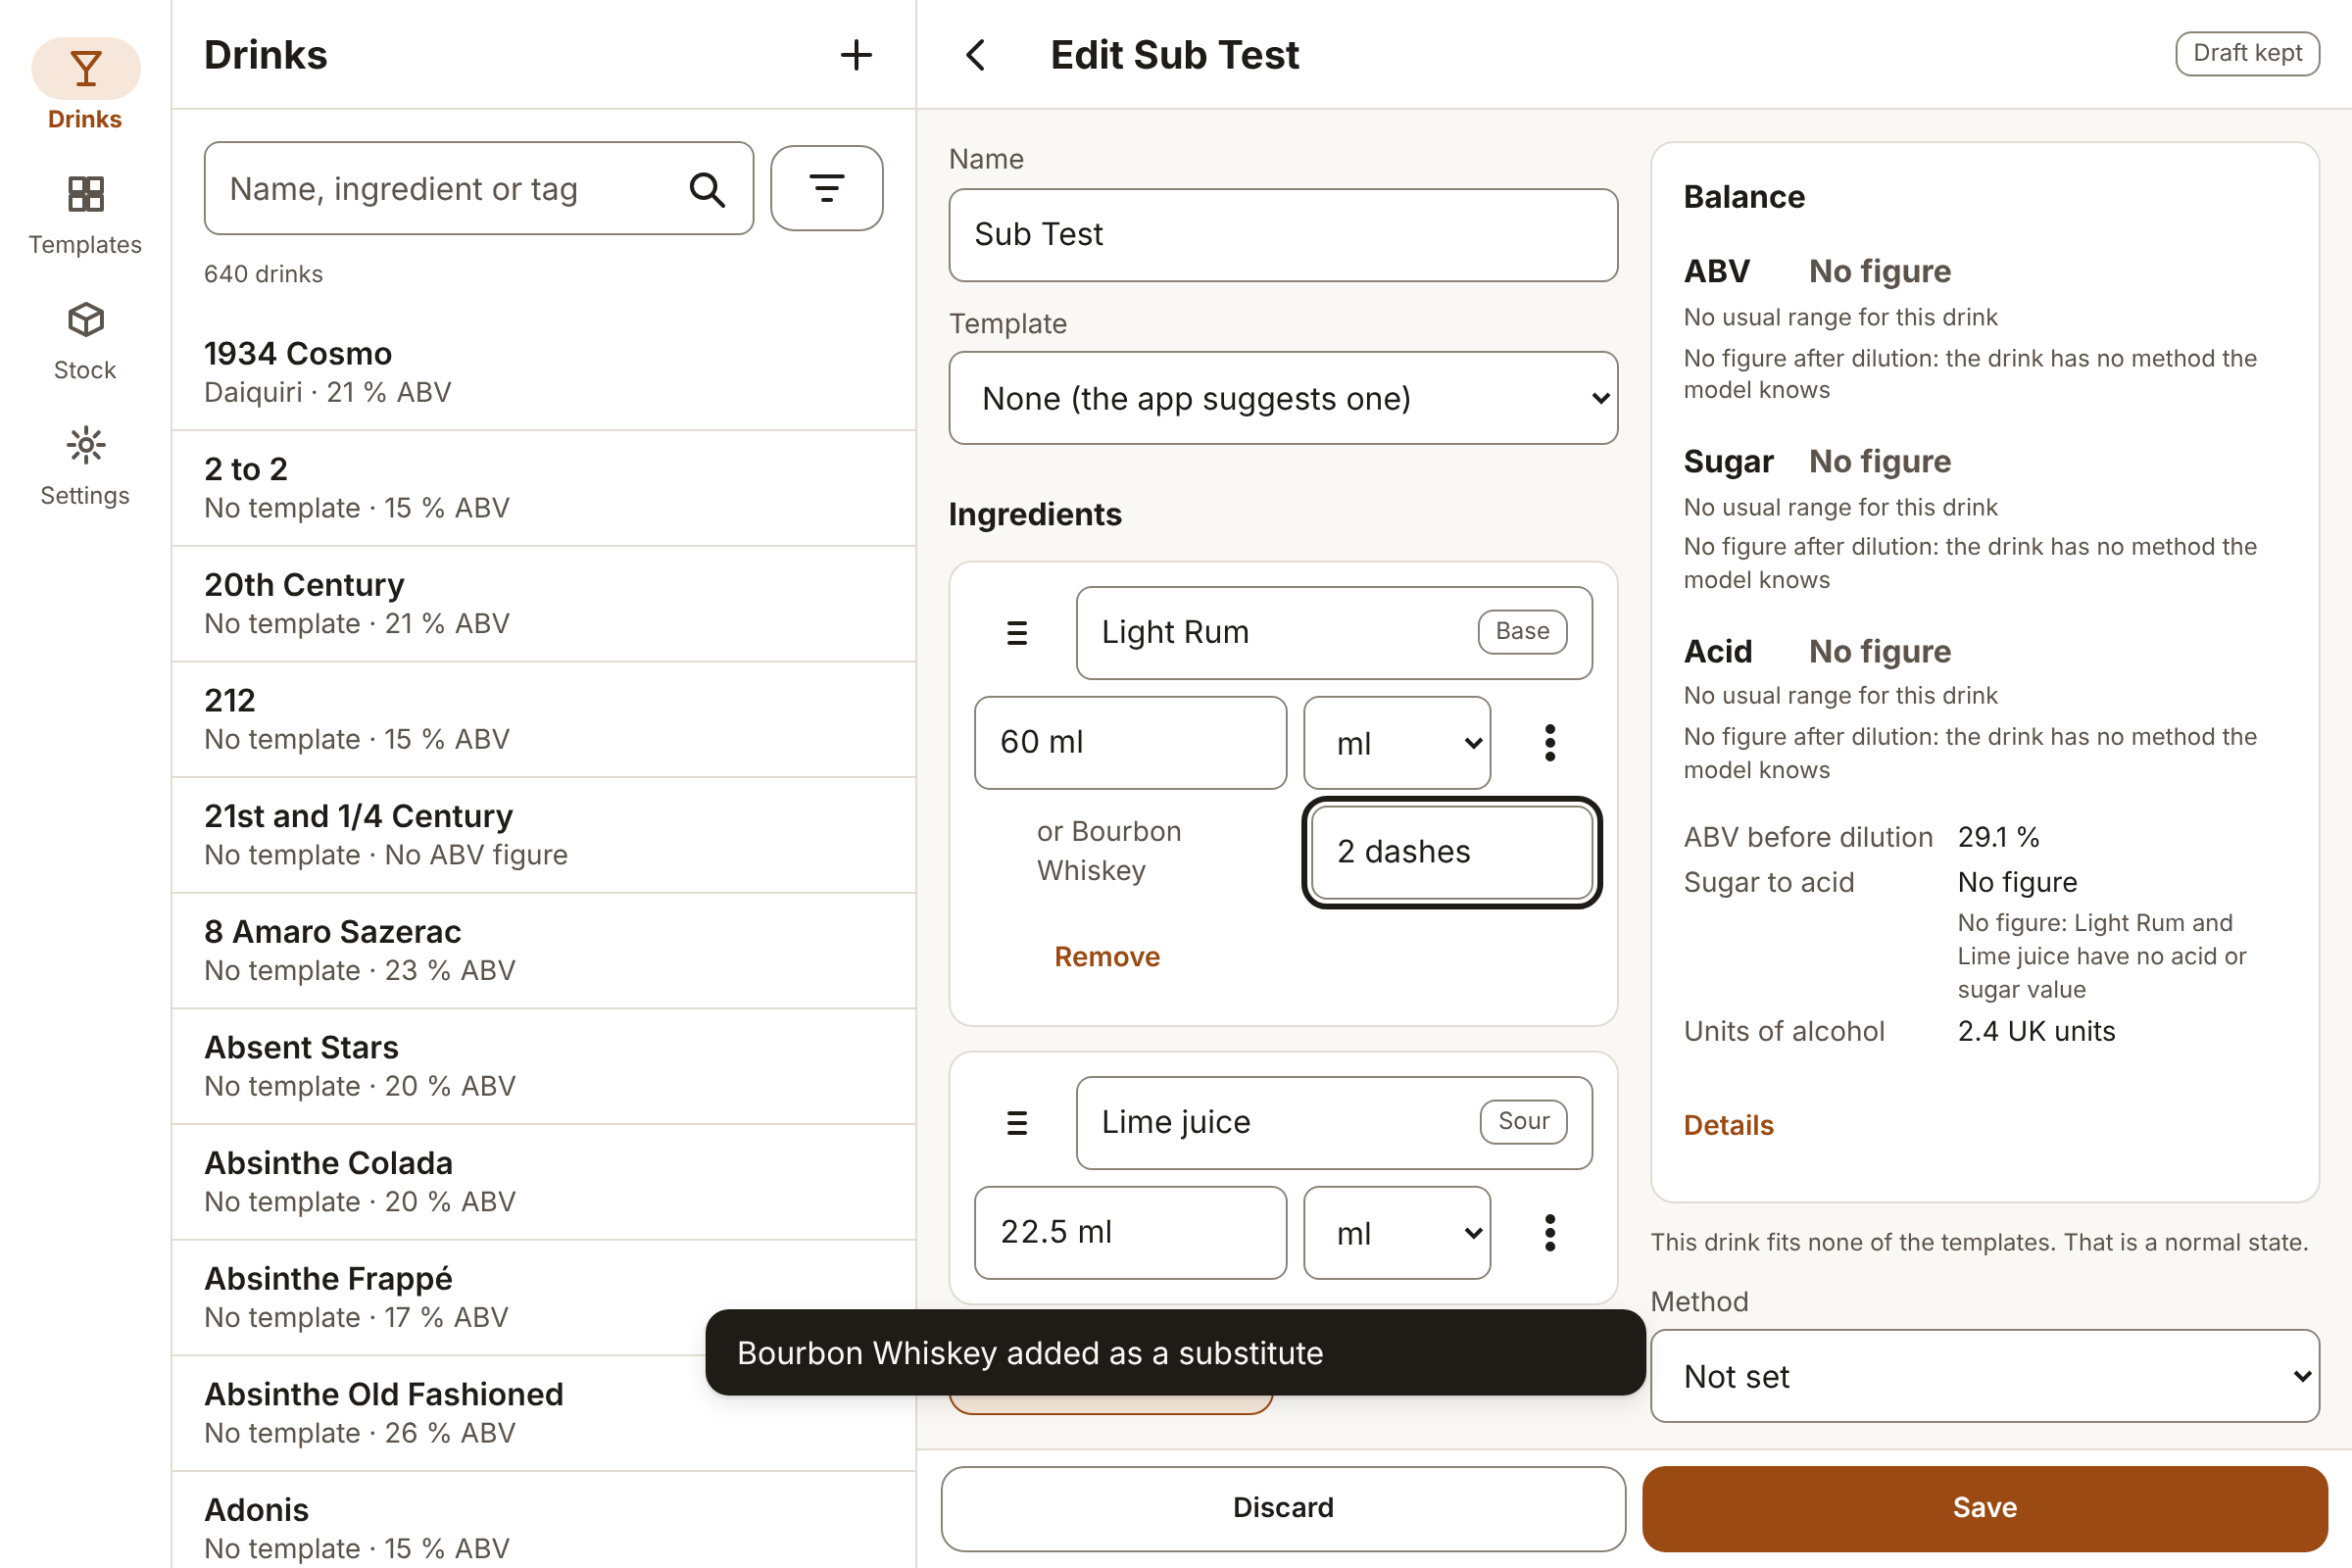 Drinks
Templates
Stock
Settings
Drinks
Name, ingredient or tag
640 drinks
1934 Cosmo
Daiquiri · 21 % ABV
2 to 2
No template · 15 % ABV
20th Century
No template · 21 % ABV
212
No template · 15 % ABV
21st and 1/4 Century
No template · No ABV figure
8 Amaro Sazerac
No template · 23 % ABV
Absent Stars
No template · 20 % ABV
Absinthe Colada
No template · 20 % ABV
Absinthe Frappé
No template · 17 % ABV
Absinthe Old Fashioned
No template · 26 % ABV
Adonis
No template · 15 % ABV
Edit Sub Test
Draft kept
Name
Sub Test
Template
None (the app suggests one)
Ingredients
Light Rum
Base
60 ml
ml
or Bourbon
Whiskey
2 dashes
Remove
Lime juice
Sour
22.5 ml
ml
Bourbon Whiskey added as a substitute
Balance
ABV No figure
No usual range for this drink
No figure after dilution: the drink has no method the
model knows
Sugar No figure
No usual range for this drink
No figure after dilution: the drink has no method the
model knows
Acid No figure
No usual range for this drink
No figure after dilution: the drink has no method the
model knows
ABV before dilution 29.1 %
Sugar to acid No figure
No figure: Light Rum and
Lime juice have no acid or
sugar value
Units of alcohol 2.4 UK units
Details
This drink fits none of the templates. That is a normal state.
Method
Not set
Discard
Save